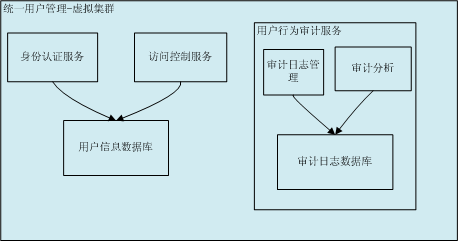 统一用户管理-虚拟集群
身份认证服务
访问控制服务
用户信息数据库
用户行为审计服务
审计日志管
理
审计分析
审计日志数据库